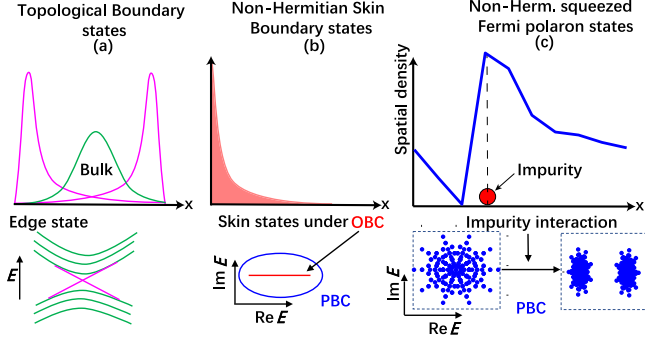 Topological Boundary
states
(a)
Non-Hermitian Skin
Boundary states
(b)
Non-Herm. squeezed
Fermi polaron states
(c)
Bulk
x
x
Spatial density
Impurity
x
Edge state
E
Skin states under OBC
Im E
PBC
Re E
Impurity interaction
Im E
PBC
Re E